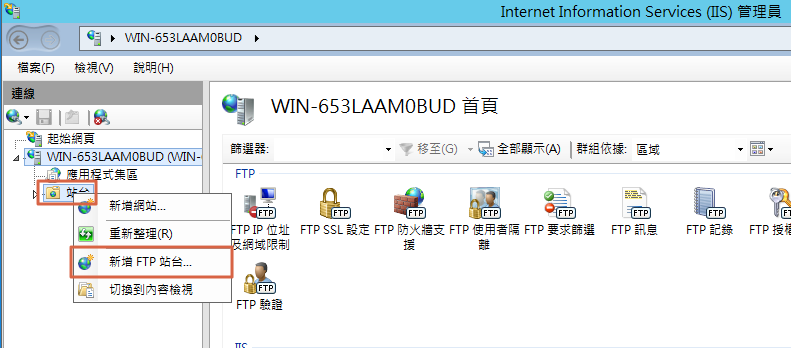 Internet Information Services (IIS) 管理員
WIN-653LAAM0BUD
檔案(F) 檢視(V) 說明(H)
連線
起始網頁
WIN-653LAAM0BUD (WIN-
應用程式集區
站台
新增網站...
重新整理(R)
新增 FTP 站台...
切換到內容檢視
WIN-653LAAM0BUD 首頁
篩選器: 移至(G) 全部顯示(A) 群組依據: 區域
FTP
FTP IP 位址及網域限制
FTP SSL 設定
FTP 防火牆支援
FTP 使用者隔離
FTP 要求篩選
FTP 訊息
FTP 記錄
FTP 授權
FTP 驗證
IIS